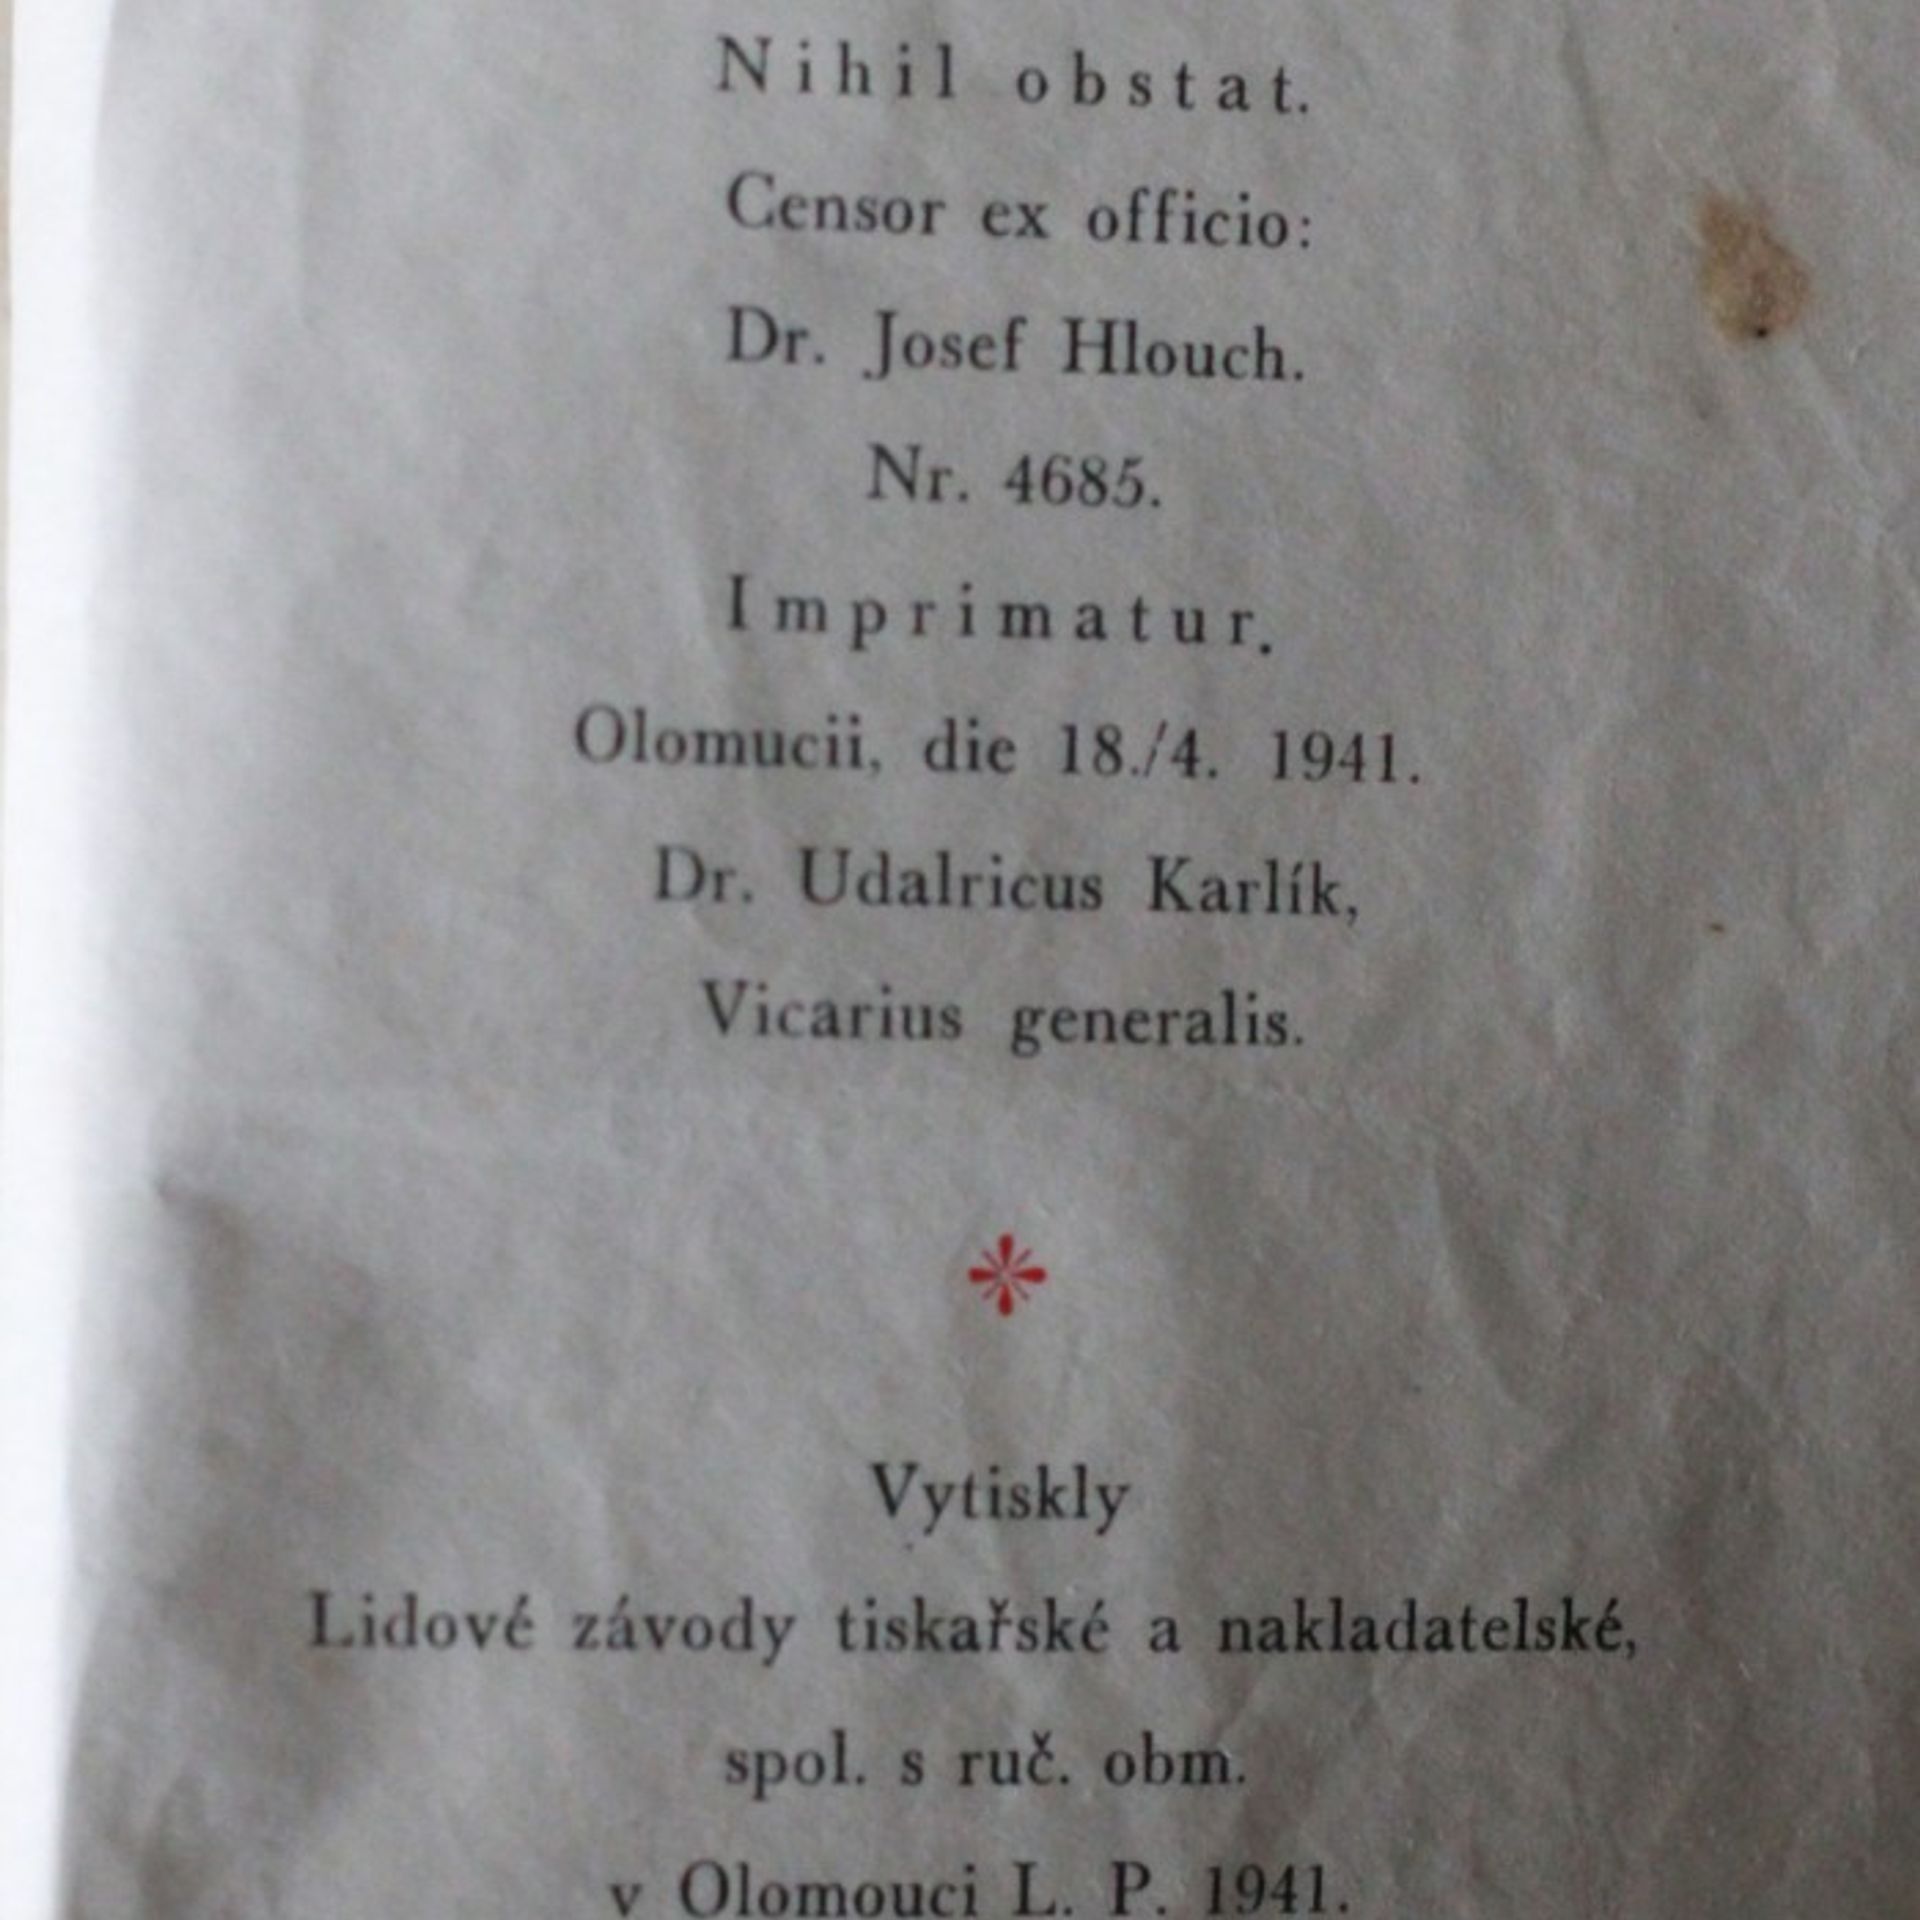 Nihil obstat.
Censor ex officio:
Dr. Josef Hlouch.
Nr. 4685.
Imprimatur.
Olomucii, die 18./4. 1941.
Dr. Udalricus Karlík,
Vicarius generalis.
Vytiskly
Lidové závody tiskařské a nakladatelské,
spol. s ruč. obm.
v Olomouci L. P. 1941.